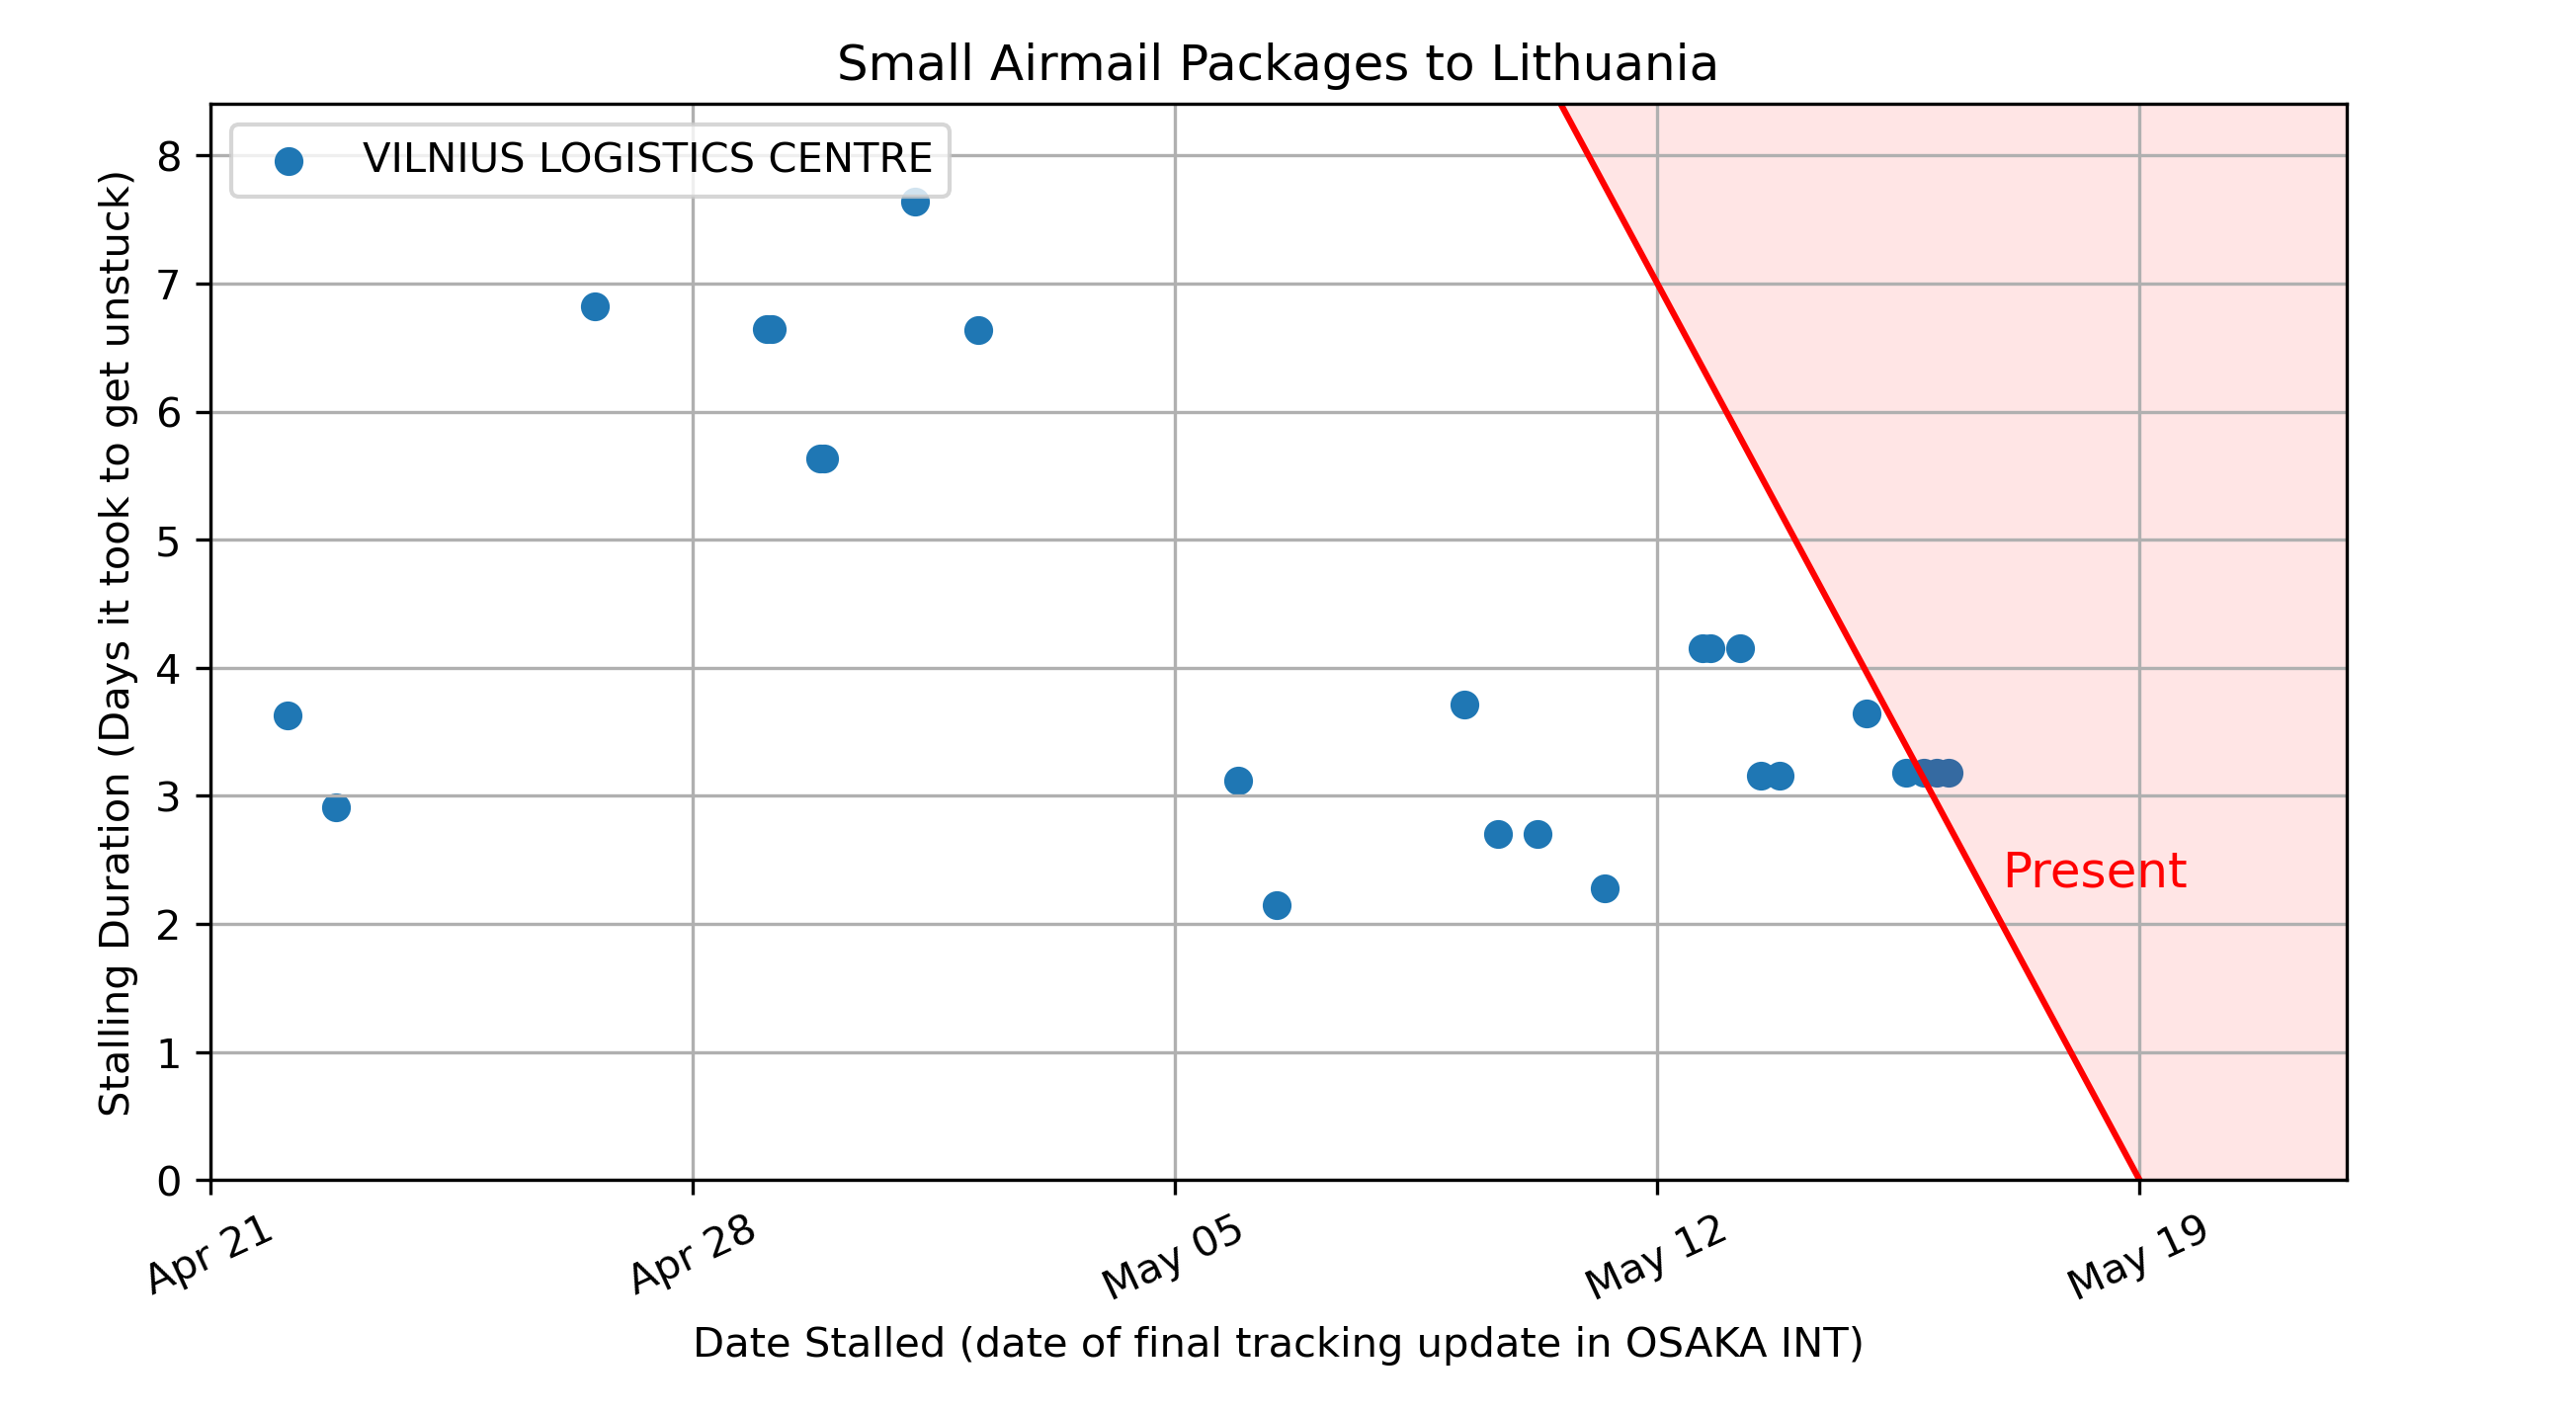 Small Airmail Packages to Lithuania
VILNIUS LOGISTICS CENTRE
Stalling Duration (Days it took to get unstuck)
8
7
6
5
4
3
2
1
0
Present
Apr 21
Apr 28
May 05
May 12
May 19
Date Stalled (date of final tracking update in OSAKA INT)